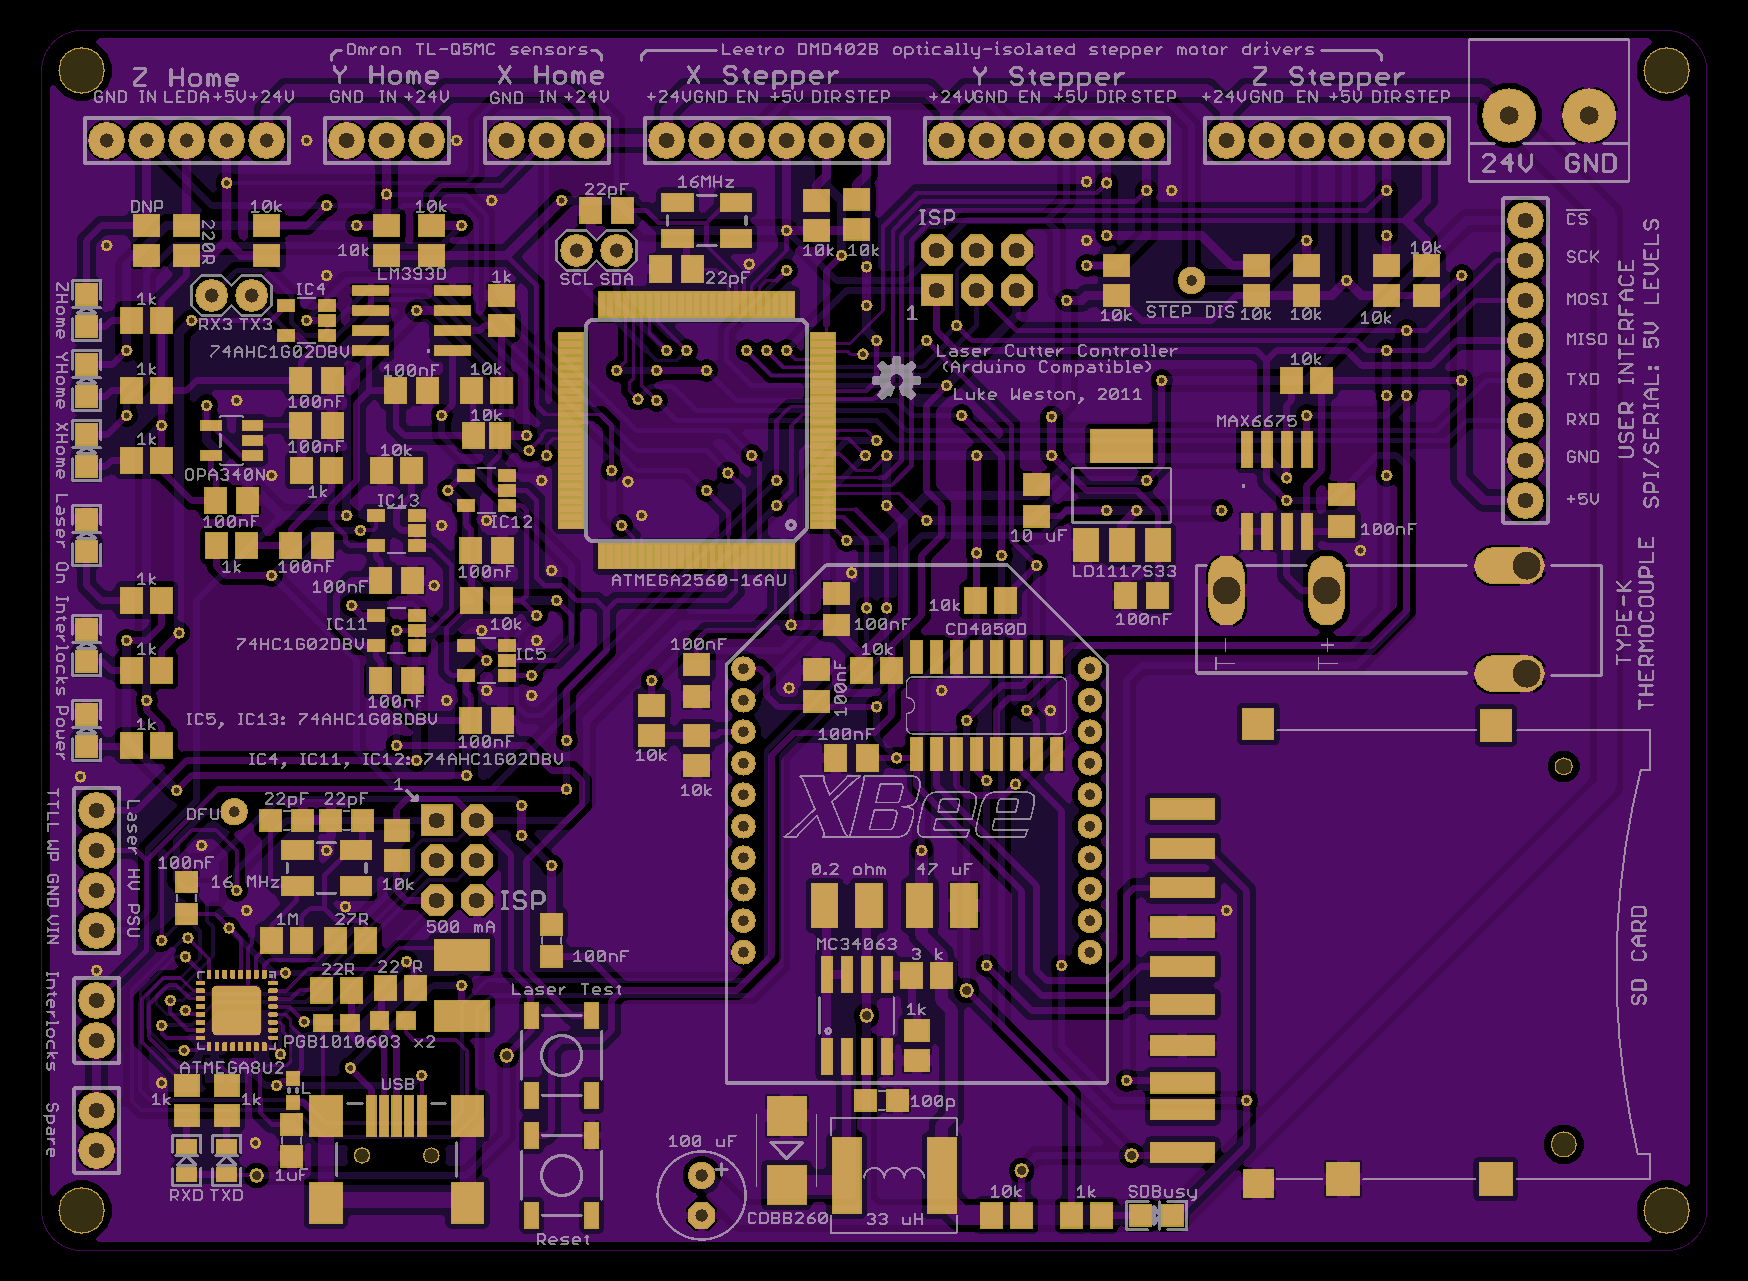 Omron TL-Q5MC sensors
Leetro DMD402B optically-isolated stepper motor drivers
Z Home
Y Home
X Home
X Stepper
Y Stepper
Z Stepper
GND IN LEDA+5V+24V
GND IN +24V
GND IN +24V
+24VGND EN +5V DIR STEP
+24VGND EN +5V DIR STEP
+24VGND EN +5V DIR STEP
24V GND
DNP
220R
10k
10k
10k
22pF
16MHz
10k
10k
ISP
1
CS
SCK
MOSI
MISO
TXD
RXD
GND
+5V
USER INTERFACE
SPI/SERIAL: 5V LEVELS
LM393D
1k
SCL SDA
22pF
10k
STEP DIS
10k
10k
10k
10k
ZHome
YHome
XHome
Laser On
Interlocks
Power
1k
IC4
RX3 TX3
74AHC1G02DBV
Laser Cutter Controller
(Arduino Compatible)
Luke Weston, 2011
1k
100nF
100nF
10k
10k
10k
MAX6675
1k
100nF
10k
OPA340N
1k
100nF
IC13
IC12
10 uF
100nF
1k
100nF
100nF
100nF
ATMEGA2560-16AU
LD1117S33
100nF
TYPE-K
THERMOCOUPLE
1k
IC11
10k
74HC1G02DBV
IC5
100nF
10k
CD4050D
100nF
10k
100nF
+
1k
100nF
IC5, IC13: 74AHC1G08DBV
100nF
10k
100nF
1k
IC4, IC11, IC12: 74AHC1G02DBV
10k
XBee
1
22pF 22pF
DFU
TTLL WP GND VIN
Laser HV PSU
100nF
16 MHz
10k
ISP
500 mA
0.2 ohm
47 uF
1M
27R
100nF
MC34063
3 k
22R
22R
Laser Test
1k
SD CARD
Interlocks
PGB1010603 x2
ATMEGA8U2
USB
1k
1k
L
100p
Spare
1uF
100 uF
+
RXD TXD
CDBB260
33 uH
10k
1k
SDBusy
Reset